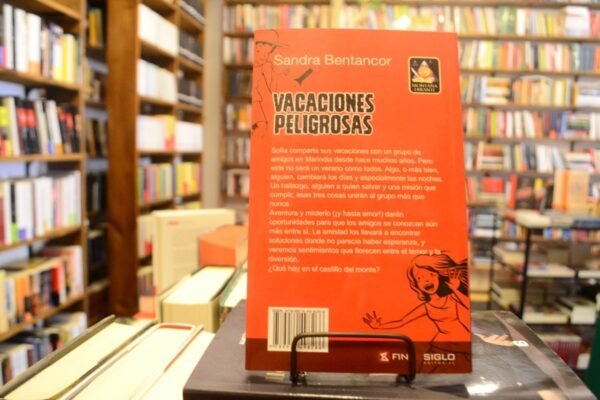 Sandra Bentancor
VACACIONES
PELIGROSAS
Sofía comparte sus vacaciones con un grupo de
amigos en Marindia desde hace muchos años. Pero
este no será un verano como todos. Algo, o más bien,
alguien, cambiará los días y especialmente las noches.
Un hallazgo, alguien a quien salvar y una misión que
cumplir, esas tres cosas unirán al grupo más que
nunca.
Aventura y misterio (¡y hasta amor!) darán
oportunidades para que los amigos se conozcan aún
más entre sí. La amistad los llevará a encontrar
soluciones donde no parecía haber esperanza, y
veremos sentimientos que florecen entre el temor y la
diversión.
¿Qué hay en el castillo del monte?
FIN SIGLO